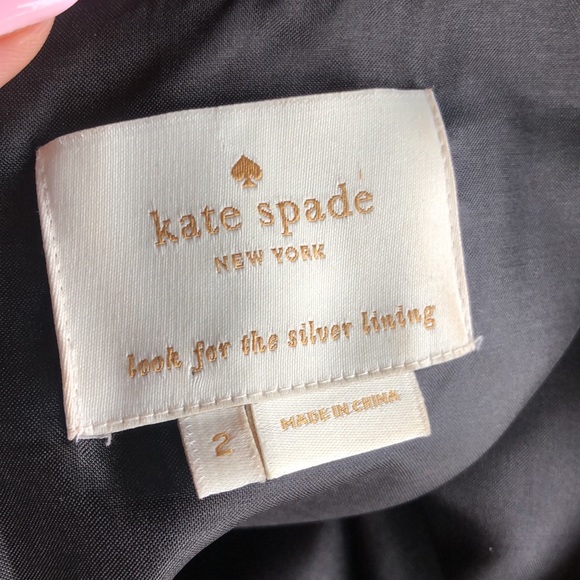 kate spade
NEW YORK
look for the silver lining
2
MADE IN CHINA